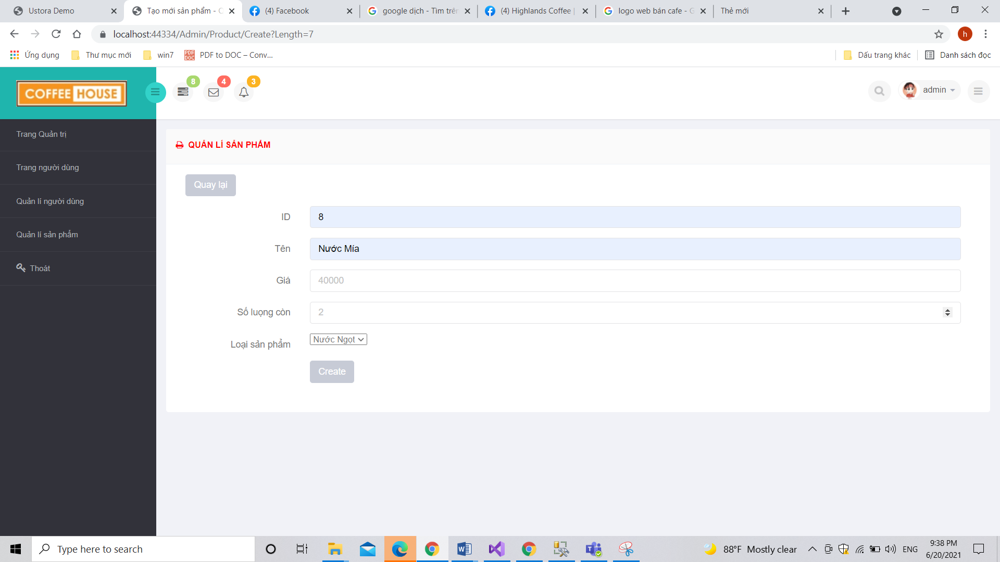 Ustora Demo
Tạo mới sản phẩm - C
(4) Facebook
google dịch - Tìm trên
(4) Highlands Coffee |
logo web bán cafe - G
Thẻ mới
localhost:44334/Admin/Product/Create?Length=7
h
Ứng dụng
Thư mục mới
win7
PDF to DOC – Conv...
Dấu trang khác
Danh sách đọc
COFFEE HOUSE
8
4
3
admin
Trang Quản trị
Trang người dùng
Quản lí người dùng
Quản lí sản phẩm
Thoát
QUẢN LÍ SẢN PHẨM
Quay lại
ID
8
Tên
Nước Mía
Giá
40000
Số luọng còn
2
Loại sản phẩm
Nước Ngọt
Create
Type here to search
88°F Mostly clear
ENG
9:38 PM
6/20/2021